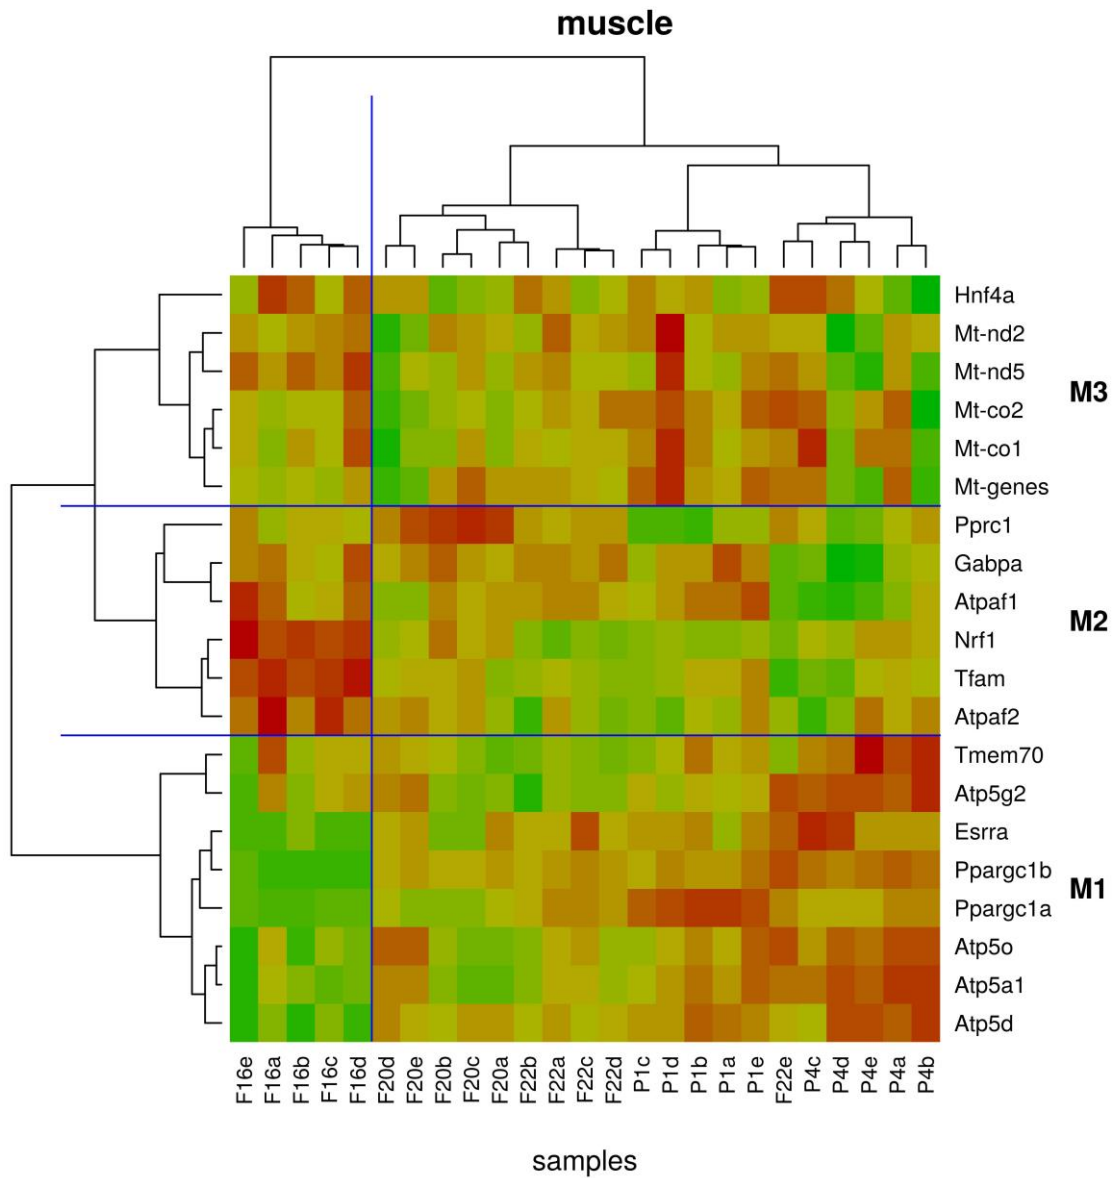 muscle
Hnf4a
Mt-nd2
Mt-nd5
Mt-co2
Mt-co1
Mt-genes
M3
Pprc1
Gabpa
Atpaf1
Nrf1
Tfam
Atpaf2
M2
Tmem70
Atp5g2
Esrra
Ppargc1b
Ppargc1a
Atp5o
Atp5a1
Atp5d
M1
F16e F16a F16b F16c F16d F20d F20e F20b F20c F20a F22b F22a F22c F22d P1c P1d P1b P1a P1e F22e P4c P4d P4e P4a P4b
samples